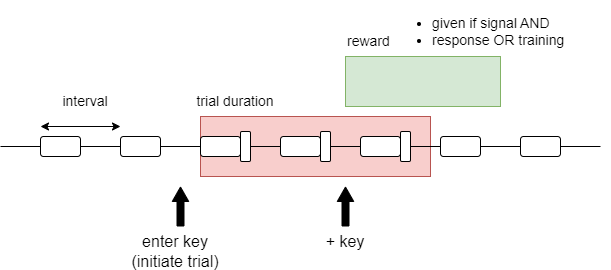 given if signal AND
reward
response OR training
interval
trial duration
enter key
(initiate trial)
+ key